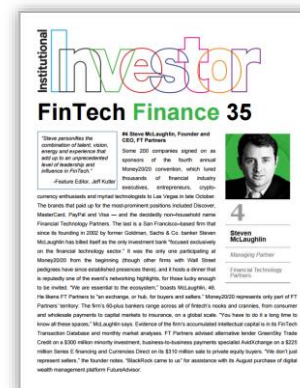 Institutional
Investor
FinTech Finance 35
"Steve personifies the
combination of talent, vision,
energy and experience that
add up to an unprecedented
level of leadership and
influence in FinTech."
-Feature Editor, Jeff Kutler
#4 Steve McLaughlin, Founder and
CEO, FT Partners
Some 200 companies signed on as
sponsors of the fourth annual
Money20/20 convention, which lured
thousands of financial industry
executives, entrepreneurs, crypto-
currency enthusiasts and myriad technologists to Las Vegas in late October.
The brands that paid up for the most-prominent positions included Discover,
MasterCard, PayPal and Visa — and the decidedly non-household name
Financial Technology Partners. The last is a San Francisco-based firm that
since its founding in 2002 by former Goldman, Sachs & Co. banker Steven
McLaughlin has billed itself as the only investment bank "focused exclusively
on the financial technology sector." It was the only one participating at
Money20/20 from the beginning (though other firms with Wall Street
pedigrees have since established presences there), and it hosts a dinner that
is reputedly one of the event's networking highlights, for those lucky enough
to be invited. "We are essential to the ecosystem," boasts McLaughlin, 46.
He likens FT Partners to "an exchange, or hub, for buyers and sellers." Money20/20 represents only part of FT
Partners' territory. The firm's 60-plus bankers range across all of fintech's nooks and crannies, from consumer
and wholesale payments to capital markets to insurance, on a global scale. "You have to do it a long time to
know all these spaces," McLaughlin says. Evidence of the firm's accumulated intellectual capital is in its FinTech
Transaction Database and monthly market analyses. FT Partners advised alternative lender GreenSky Trade
Credit on a $300 million minority investment, business-to-business payments specialist AvidXchange on a $225
million Series E financing and Currencies Direct on its $310 million sale to private equity buyers. "We don't just
represent sellers," the founder notes. "BlackRock came to us" for assistance with its August purchase of digital
wealth management platform FutureAdvisor.
4
Steven
McLaughlin
Managing Partner
Financial Technology
Partners